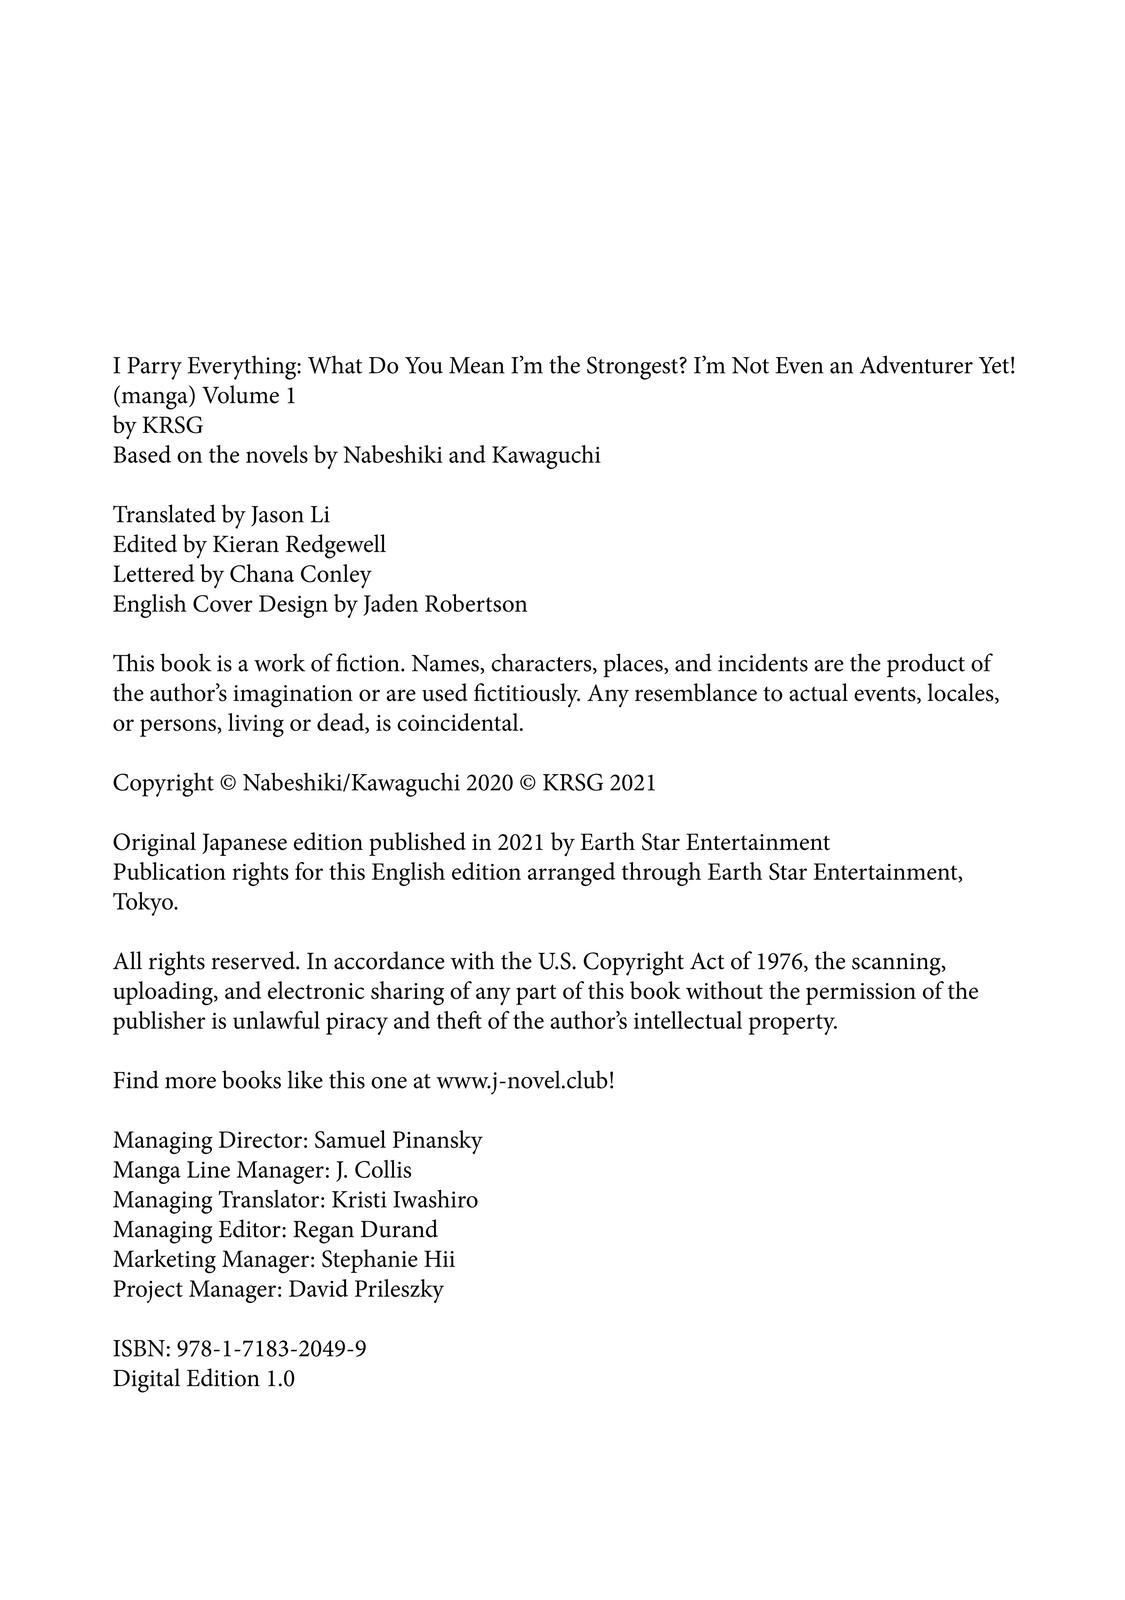 I Parry Everything: What Do You Mean I’m the Strongest? I’m Not Even an Adventurer Yet!
(manga) Volume 1
by KRSG
Based on the novels by Nabeshiki and Kawaguchi
Translated by Jason Li
Edited by Kieran Redgewell
Lettered by Chana Conley
English Cover Design by Jaden Robertson
This book is a work of fiction. Names, characters, places, and incidents are the product of
the author’s imagination or are used fictitiously. Any resemblance to actual events, locales,
or persons, living or dead, is coincidental.
Copyright © Nabeshiki/Kawaguchi 2020 © KRSG 2021
Original Japanese edition published in 2021 by Earth Star Entertainment
Publication rights for this English edition arranged through Earth Star Entertainment,
Tokyo.
All rights reserved. In accordance with the U.S. Copyright Act of 1976, the scanning,
uploading, and electronic sharing of any part of this book without the permission of the
publisher is unlawful piracy and theft of the author’s intellectual property.
Find more books like this one at www.j-novel.club!
Managing Director: Samuel Pinansky
Manga Line Manager: J. Collis
Managing Translator: Kristi Iwashiro
Managing Editor: Regan Durand
Marketing Manager: Stephanie Hii
Project Manager: David Prileszky
ISBN: 978-1-7183-2049-9
Digital Edition 1.0